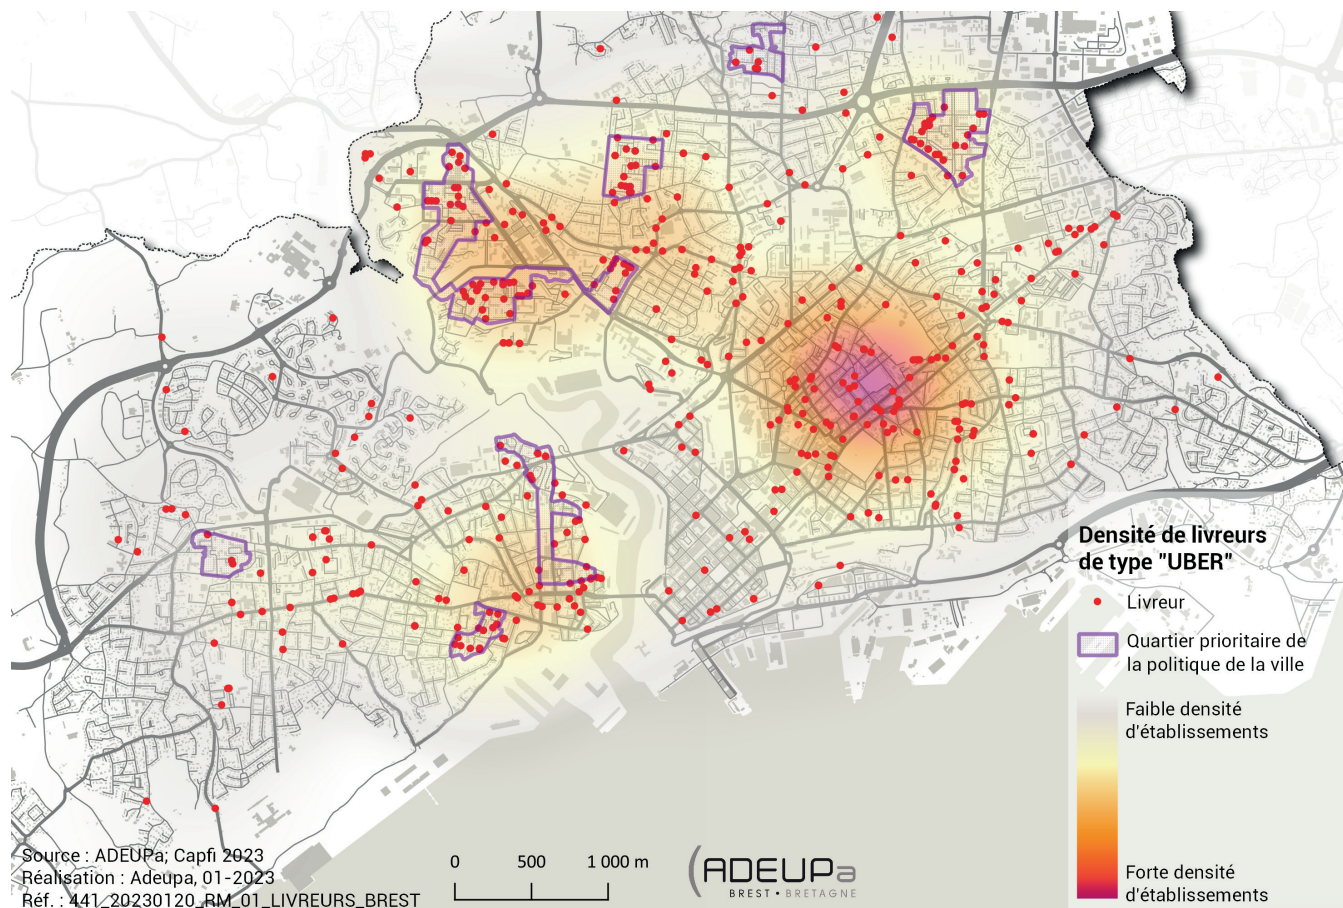 Densité de livreurs
de type "UBER"
Livreur
Quartier prioritaire de
la politique de la ville
Faible densité
d'établissements
Forte densité
d'établissements
Source : ADEUPa; Capfi 2023
Réalisation : Adeupa, 01-2023
Réf. : 441_20230120_RM_01_LIVREURS_BREST
0 500 1 000 m
ADEUPa
BREST • BRETAGNE